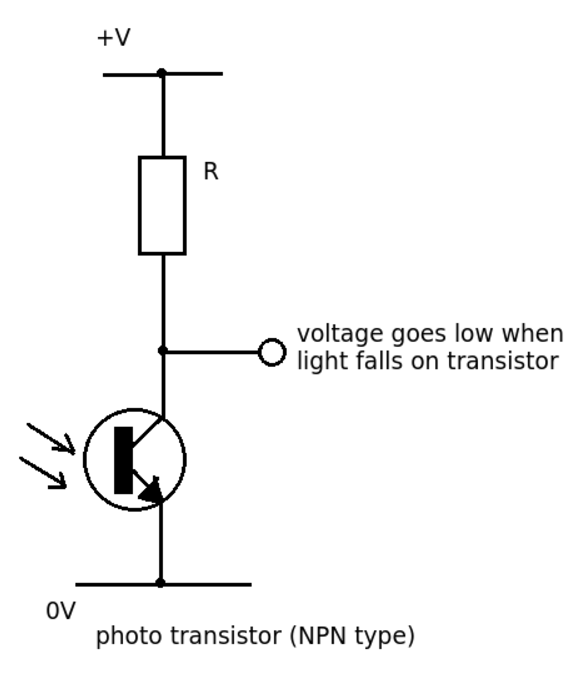 +V
R
voltage goes low when
light falls on transistor
0V
photo transistor (NPN type)